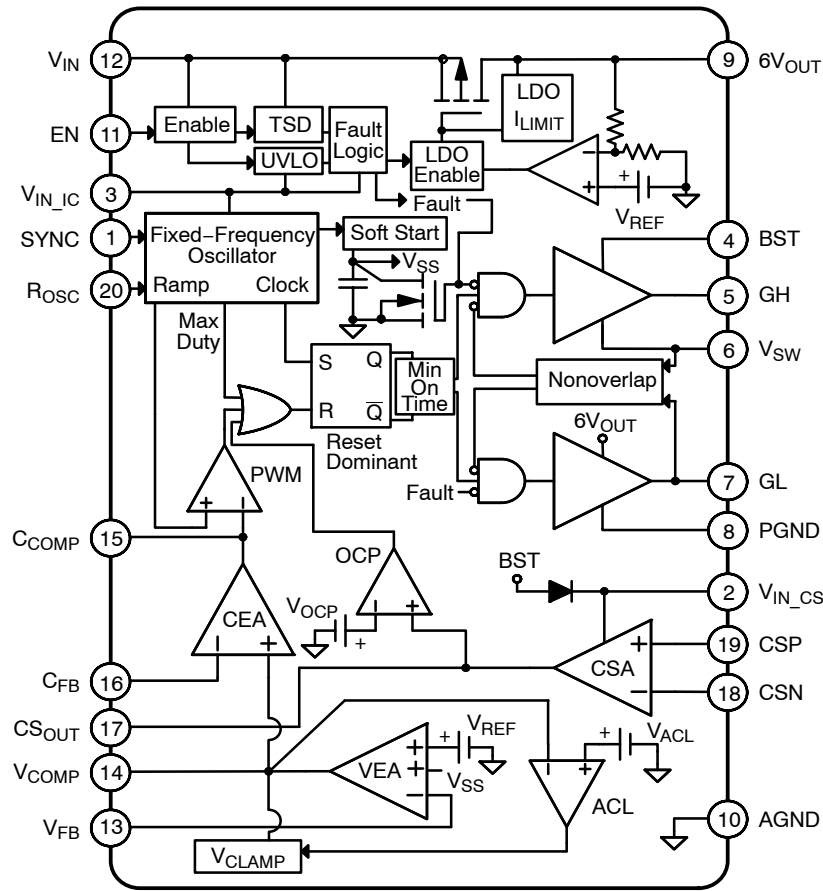 V_IN 12
9 6V_OUT
LDO
I_LIMIT
EN 11
Enable
TSD
Fault
Logic
UVLO
LDO
Enable
−
+
+
V_REF
V_IN_IC 3
Fault
SYNC 1
Fixed−Frequency
Oscillator
Ramp Clock
Soft Start
V_SS
4 BST
R_OSC 20
5 GH
Max
Duty
6 V_SW
S Q
R Q̅
Min
On
Time
Nonoverlap
Reset
Dominant
6V_OUT
PWM
+ −
Fault
7 GL
8 PGND
C_COMP 15
OCP
− +
V_OCP
+
BST
2 V_IN_CS
CEA
− +
CSA
+
−
19 CSP
18 CSN
C_FB 16
CS_OUT 17
V_COMP 14
VEA
+
+
−
+
V_REF
V_SS
− +
ACL
+
V_ACL
V_FB 13
V_CLAMP
10 AGND